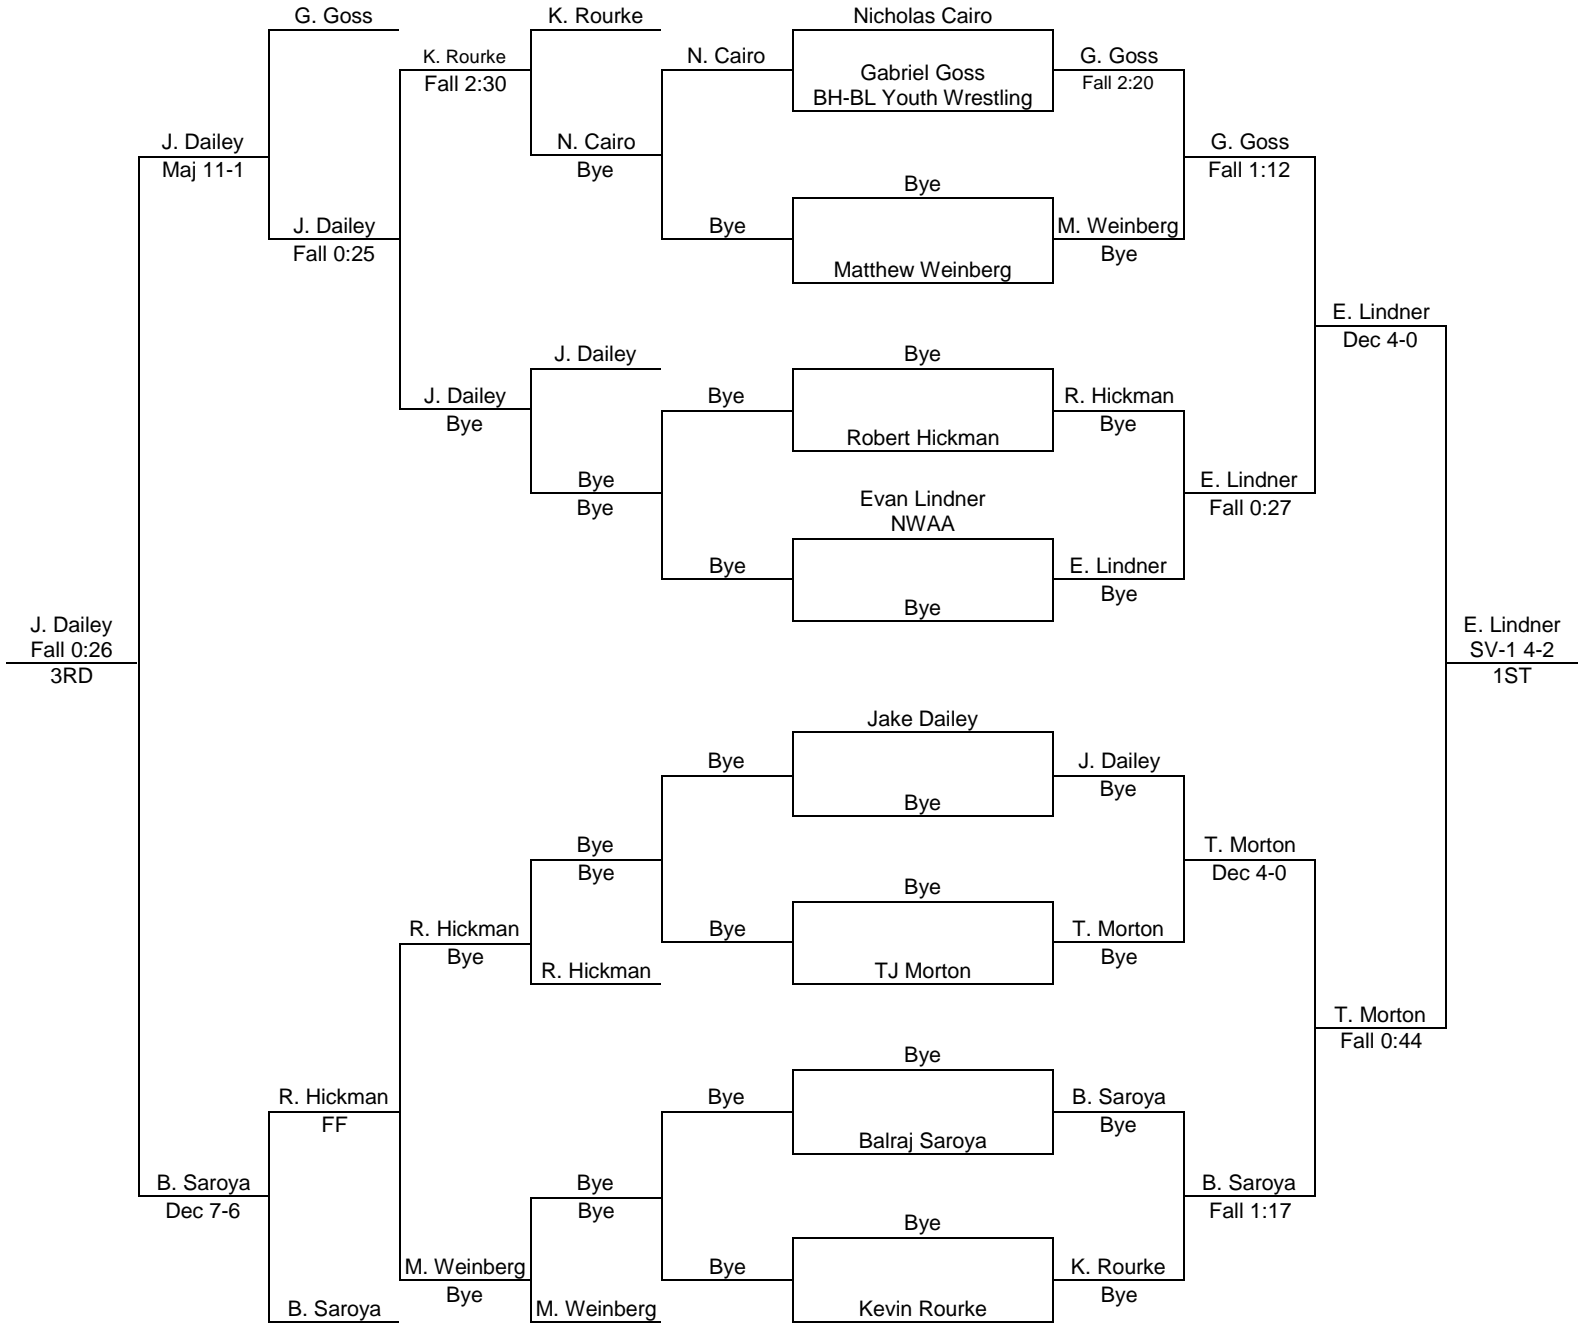 G. Goss
K. Rourke
Nicholas Cairo
K. Rourke
Fall 2:30
N. Cairo
Gabriel Goss
BH-BL Youth Wrestling
G. Goss
Fall 2:20
J. Dailey
Maj 11-1
N. Cairo
Bye
G. Goss
Fall 1:12
Bye
J. Dailey
Fall 0:25
Bye
M. Weinberg
Bye
Matthew Weinberg
E. Lindner
Dec 4-0
J. Dailey
Bye
J. Dailey
Bye
Bye
R. Hickman
Bye
Robert Hickman
Bye
Bye
Evan Lindner
NWAA
E. Lindner
Fall 0:27
Bye
E. Lindner
Bye
Bye
J. Dailey
Fall 0:26
3RD
E. Lindner
SV-1 4-2
1ST
Jake Dailey
Bye
J. Dailey
Bye
Bye
Bye
Bye
T. Morton
Dec 4-0
Bye
R. Hickman
Bye
Bye
T. Morton
Bye
R. Hickman
TJ Morton
T. Morton
Fall 0:44
Bye
R. Hickman
FF
Bye
B. Saroya
Bye
Balraj Saroya
B. Saroya
Dec 7-6
Bye
Bye
B. Saroya
Fall 1:17
Bye
M. Weinberg
Bye
Bye
K. Rourke
Bye
B. Saroya
M. Weinberg
Kevin Rourke